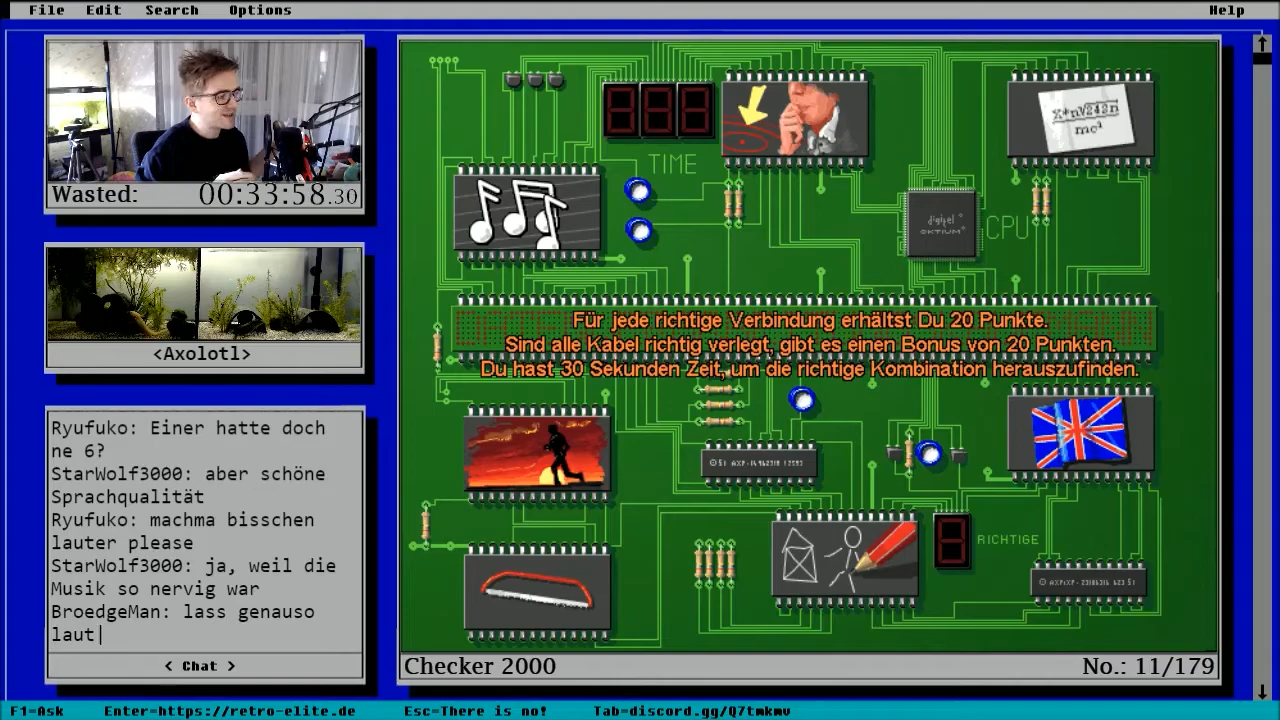 File Edit Search Options Help
Wasted: 00:33:58.30
<Axolotl>
Ryufuko: Einer hatte doch
ne 6?
StarWolf3000: aber schöne
Sprachqualität
Ryufuko: machma bisschen
lauter please
StarWolf3000: ja, weil die
Musik so nervig war
BroedgeMan: lass genauso
laut
< Chat >
TIME
CPU
Für jede richtige Verbindung erhältst Du 20 Punkte.
Sind alle Kabel richtig verlegt, gibt es einen Bonus von 20 Punkten.
Du hast 30 Sekunden Zeit, um die richtige Kombination herauszufinden.
RICHTIGE
Checker 2000 No.: 11/179
F1=Ask Enter=https://retro-elite.de Esc=There is no! Tab=discord.gg/Q7tmkmv